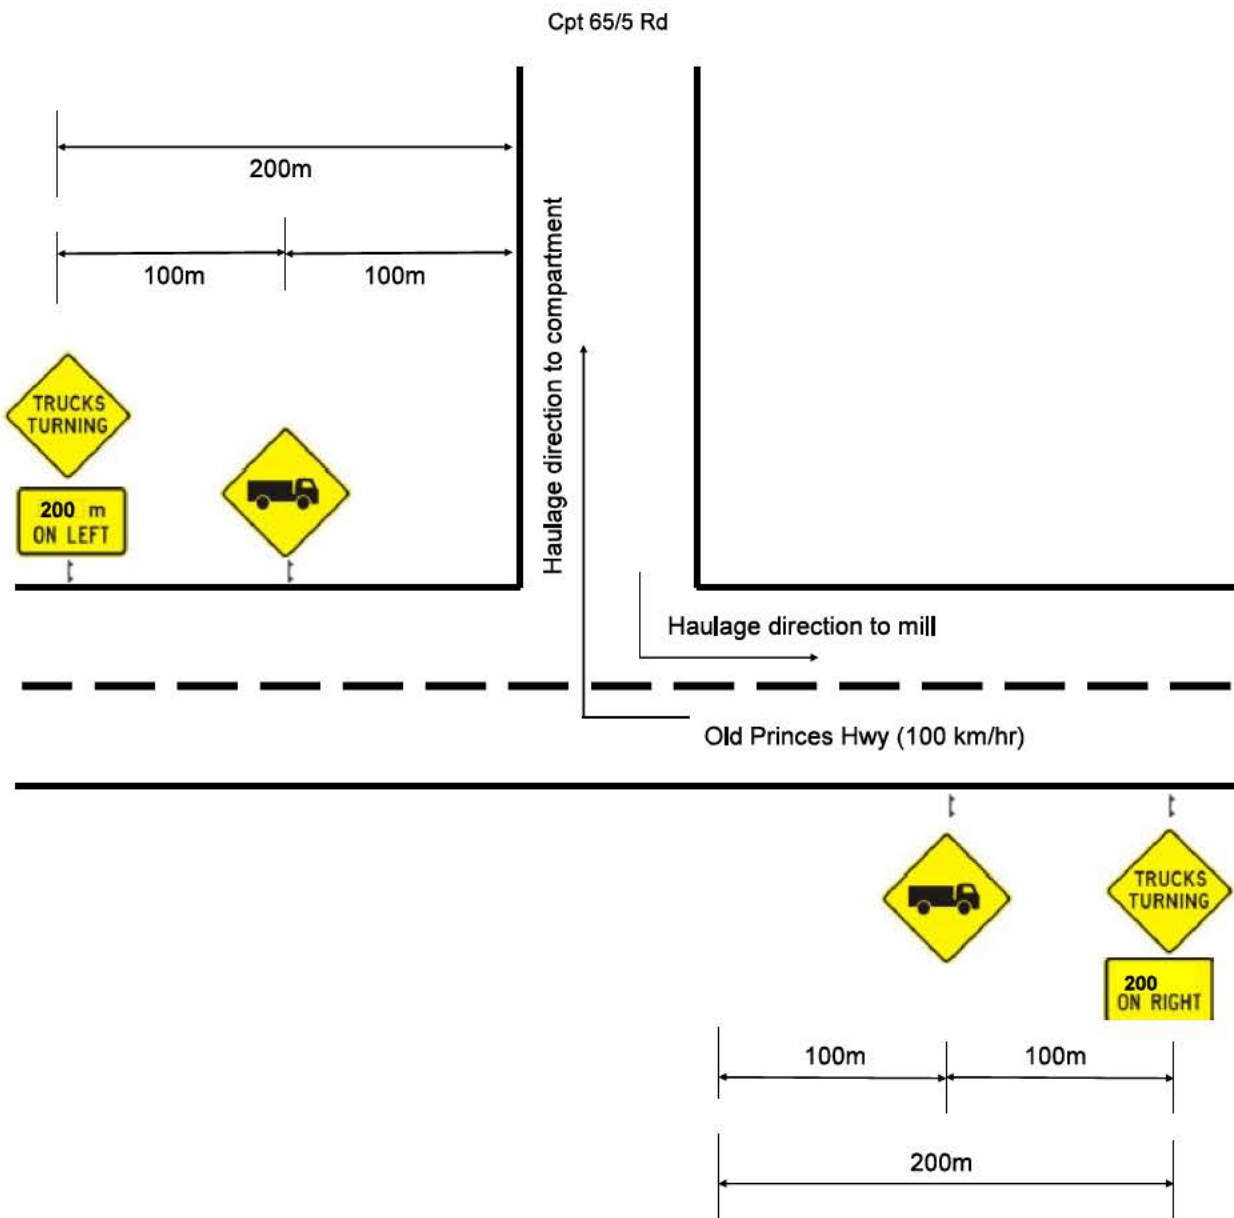 Cpt 65/5 Rd
200m
100m
100m
Haulage direction to compartment
TRUCKS
TURNING
200 m
ON LEFT
Haulage direction to mill
Old Princes Hwy (100 km/hr)
TRUCKS
TURNING
200
ON RIGHT
100m
100m
200m